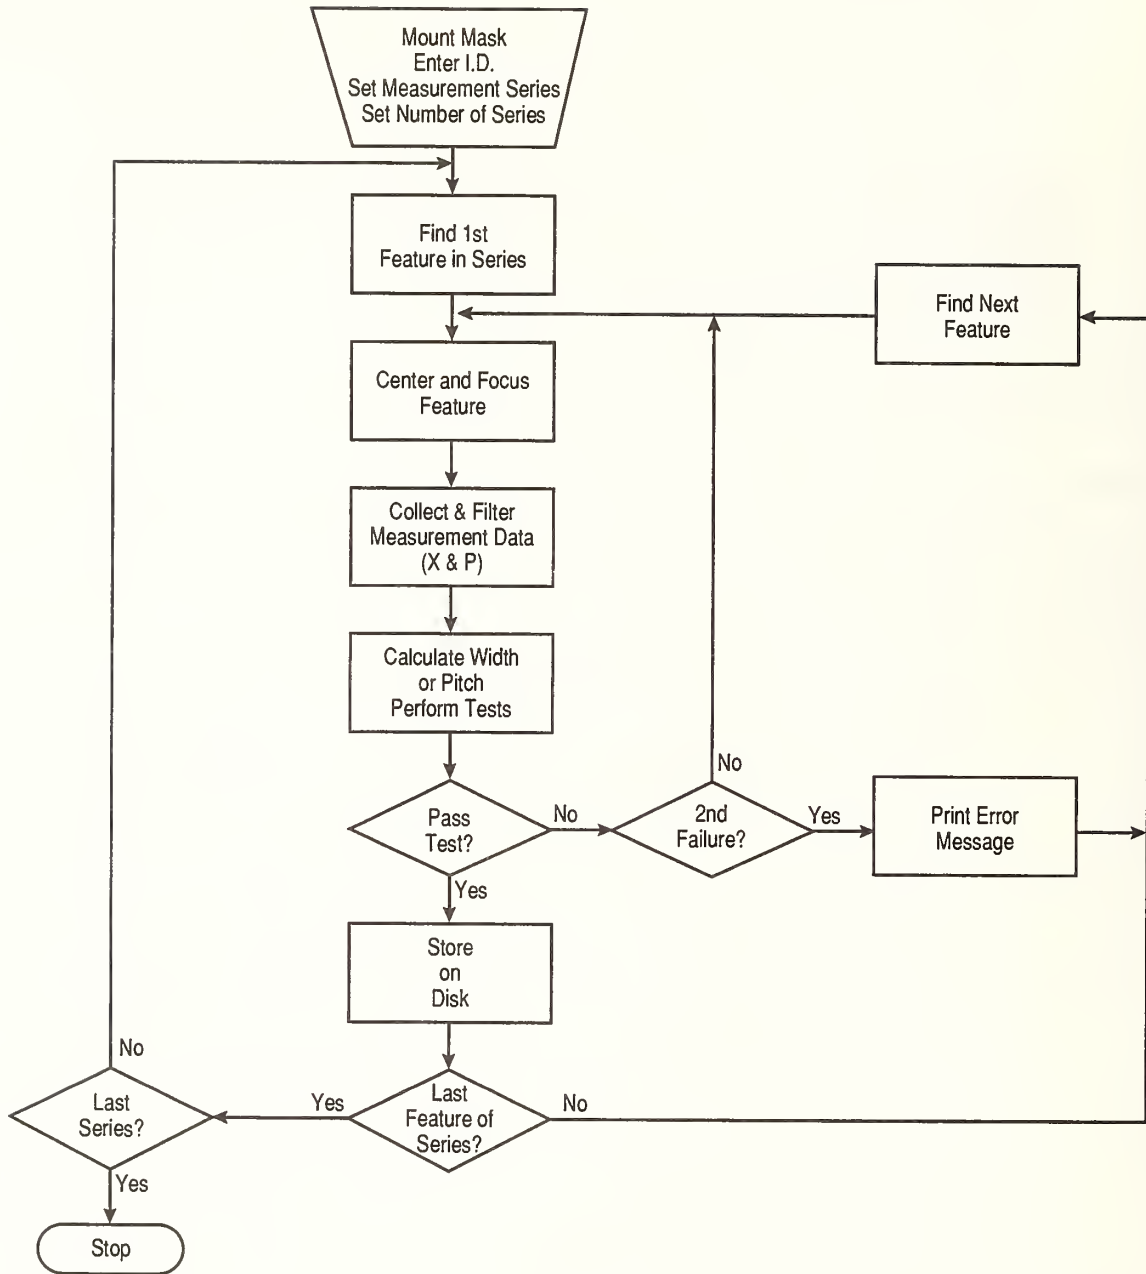 Mount Mask
Enter I.D.
Set Measurement Series
Set Number of Series
Find 1st
Feature in Series
Find Next
Feature
Center and Focus
Feature
Collect & Filter
Measurement Data
(X & P)
Calculate Width
or Pitch
Perform Tests
No
Pass
Test?
No
2nd
Failure?
Yes
Print Error
Message
Yes
Store
on
Disk
No
Last
Series?
Yes
Last
Feature of
Series?
No
Yes
Stop